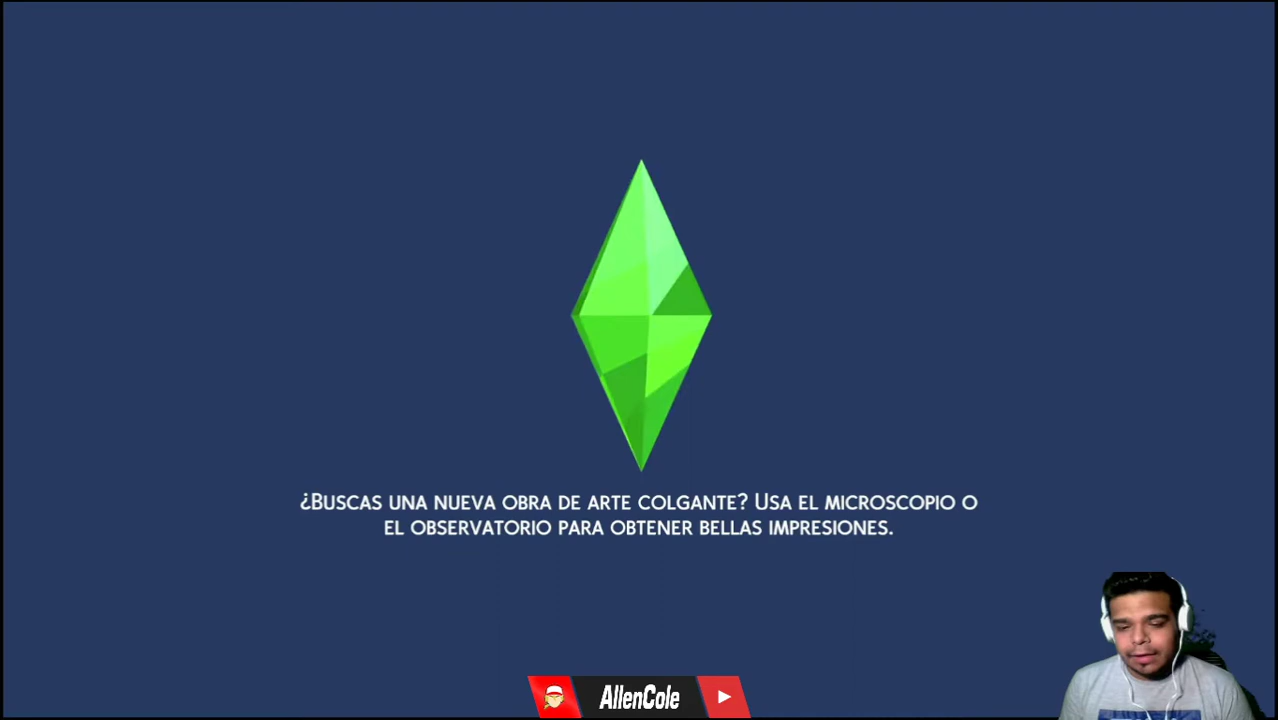 ¿BUSCAS UNA NUEVA OBRA DE ARTE COLGANTE? USA EL MICROSCOPIO O
EL OBSERVATORIO PARA OBTENER BELLAS IMPRESIONES.
AllenCole